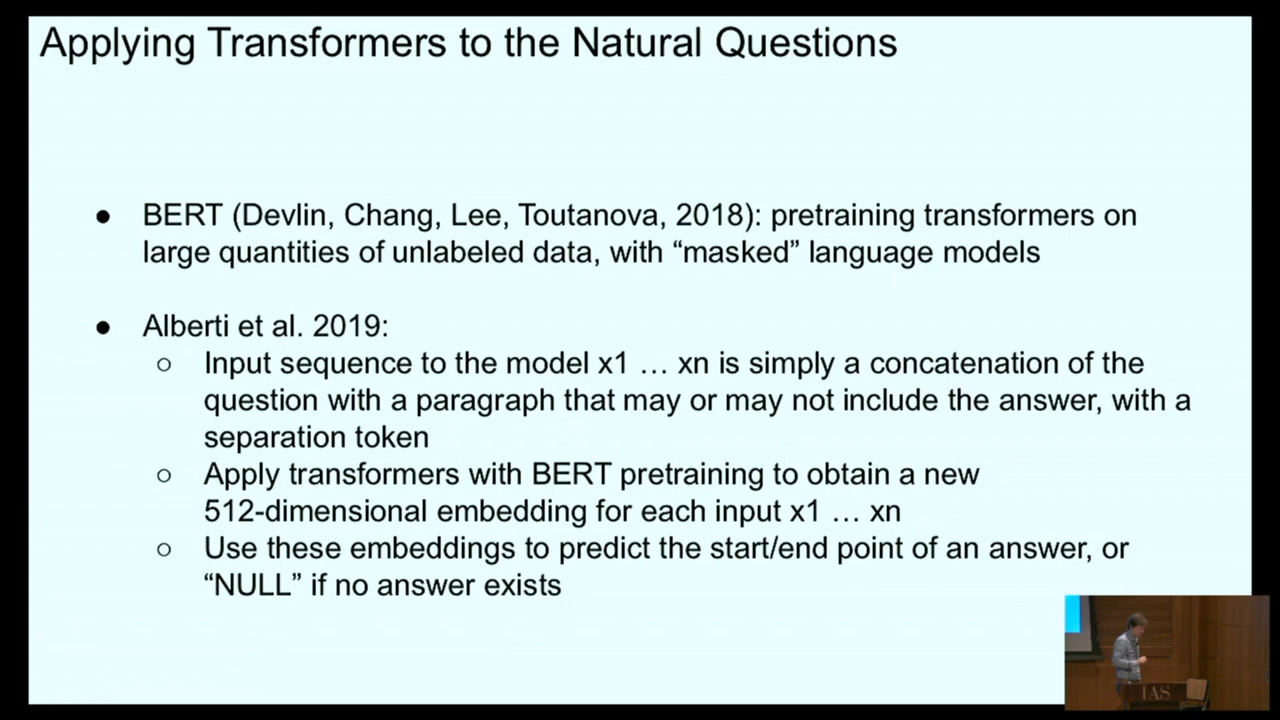 Applying Transformers to the Natural Questions
● BERT (Devlin, Chang, Lee, Toutanova, 2018): pretraining transformers on
large quantities of unlabeled data, with “masked” language models
● Alberti et al. 2019:
○ Input sequence to the model x1 … xn is simply a concatenation of the
question with a paragraph that may or may not include the answer, with a
separation token
○ Apply transformers with BERT pretraining to obtain a new
512-dimensional embedding for each input x1 … xn
○ Use these embeddings to predict the start/end point of an answer, or
“NULL” if no answer exists
IAS